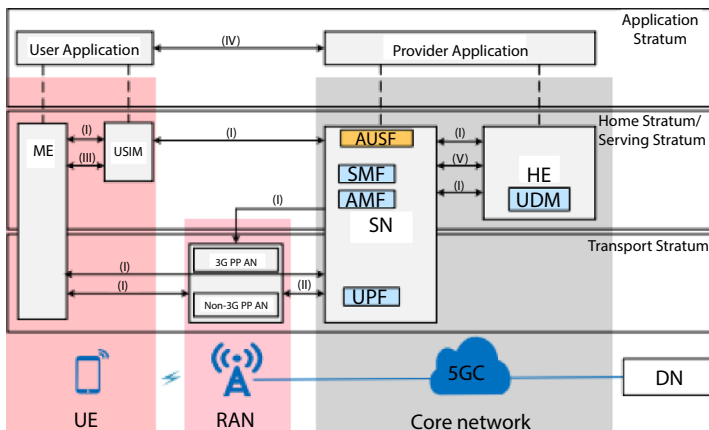 Application
Stratum
User Application
(IV)
Provider Application
Home Stratum/
Serving Stratum
ME
(I)
(III)
USIM
(I)
AUSF
SMF
AMF
SN
(I)
(V)
(I)
HE
UDM
(I)
Transport Stratum
3G PP AN
(I)
(I)
Non-3G PP AN
(II)
UPF
5GC
DN
UE
RAN
Core network